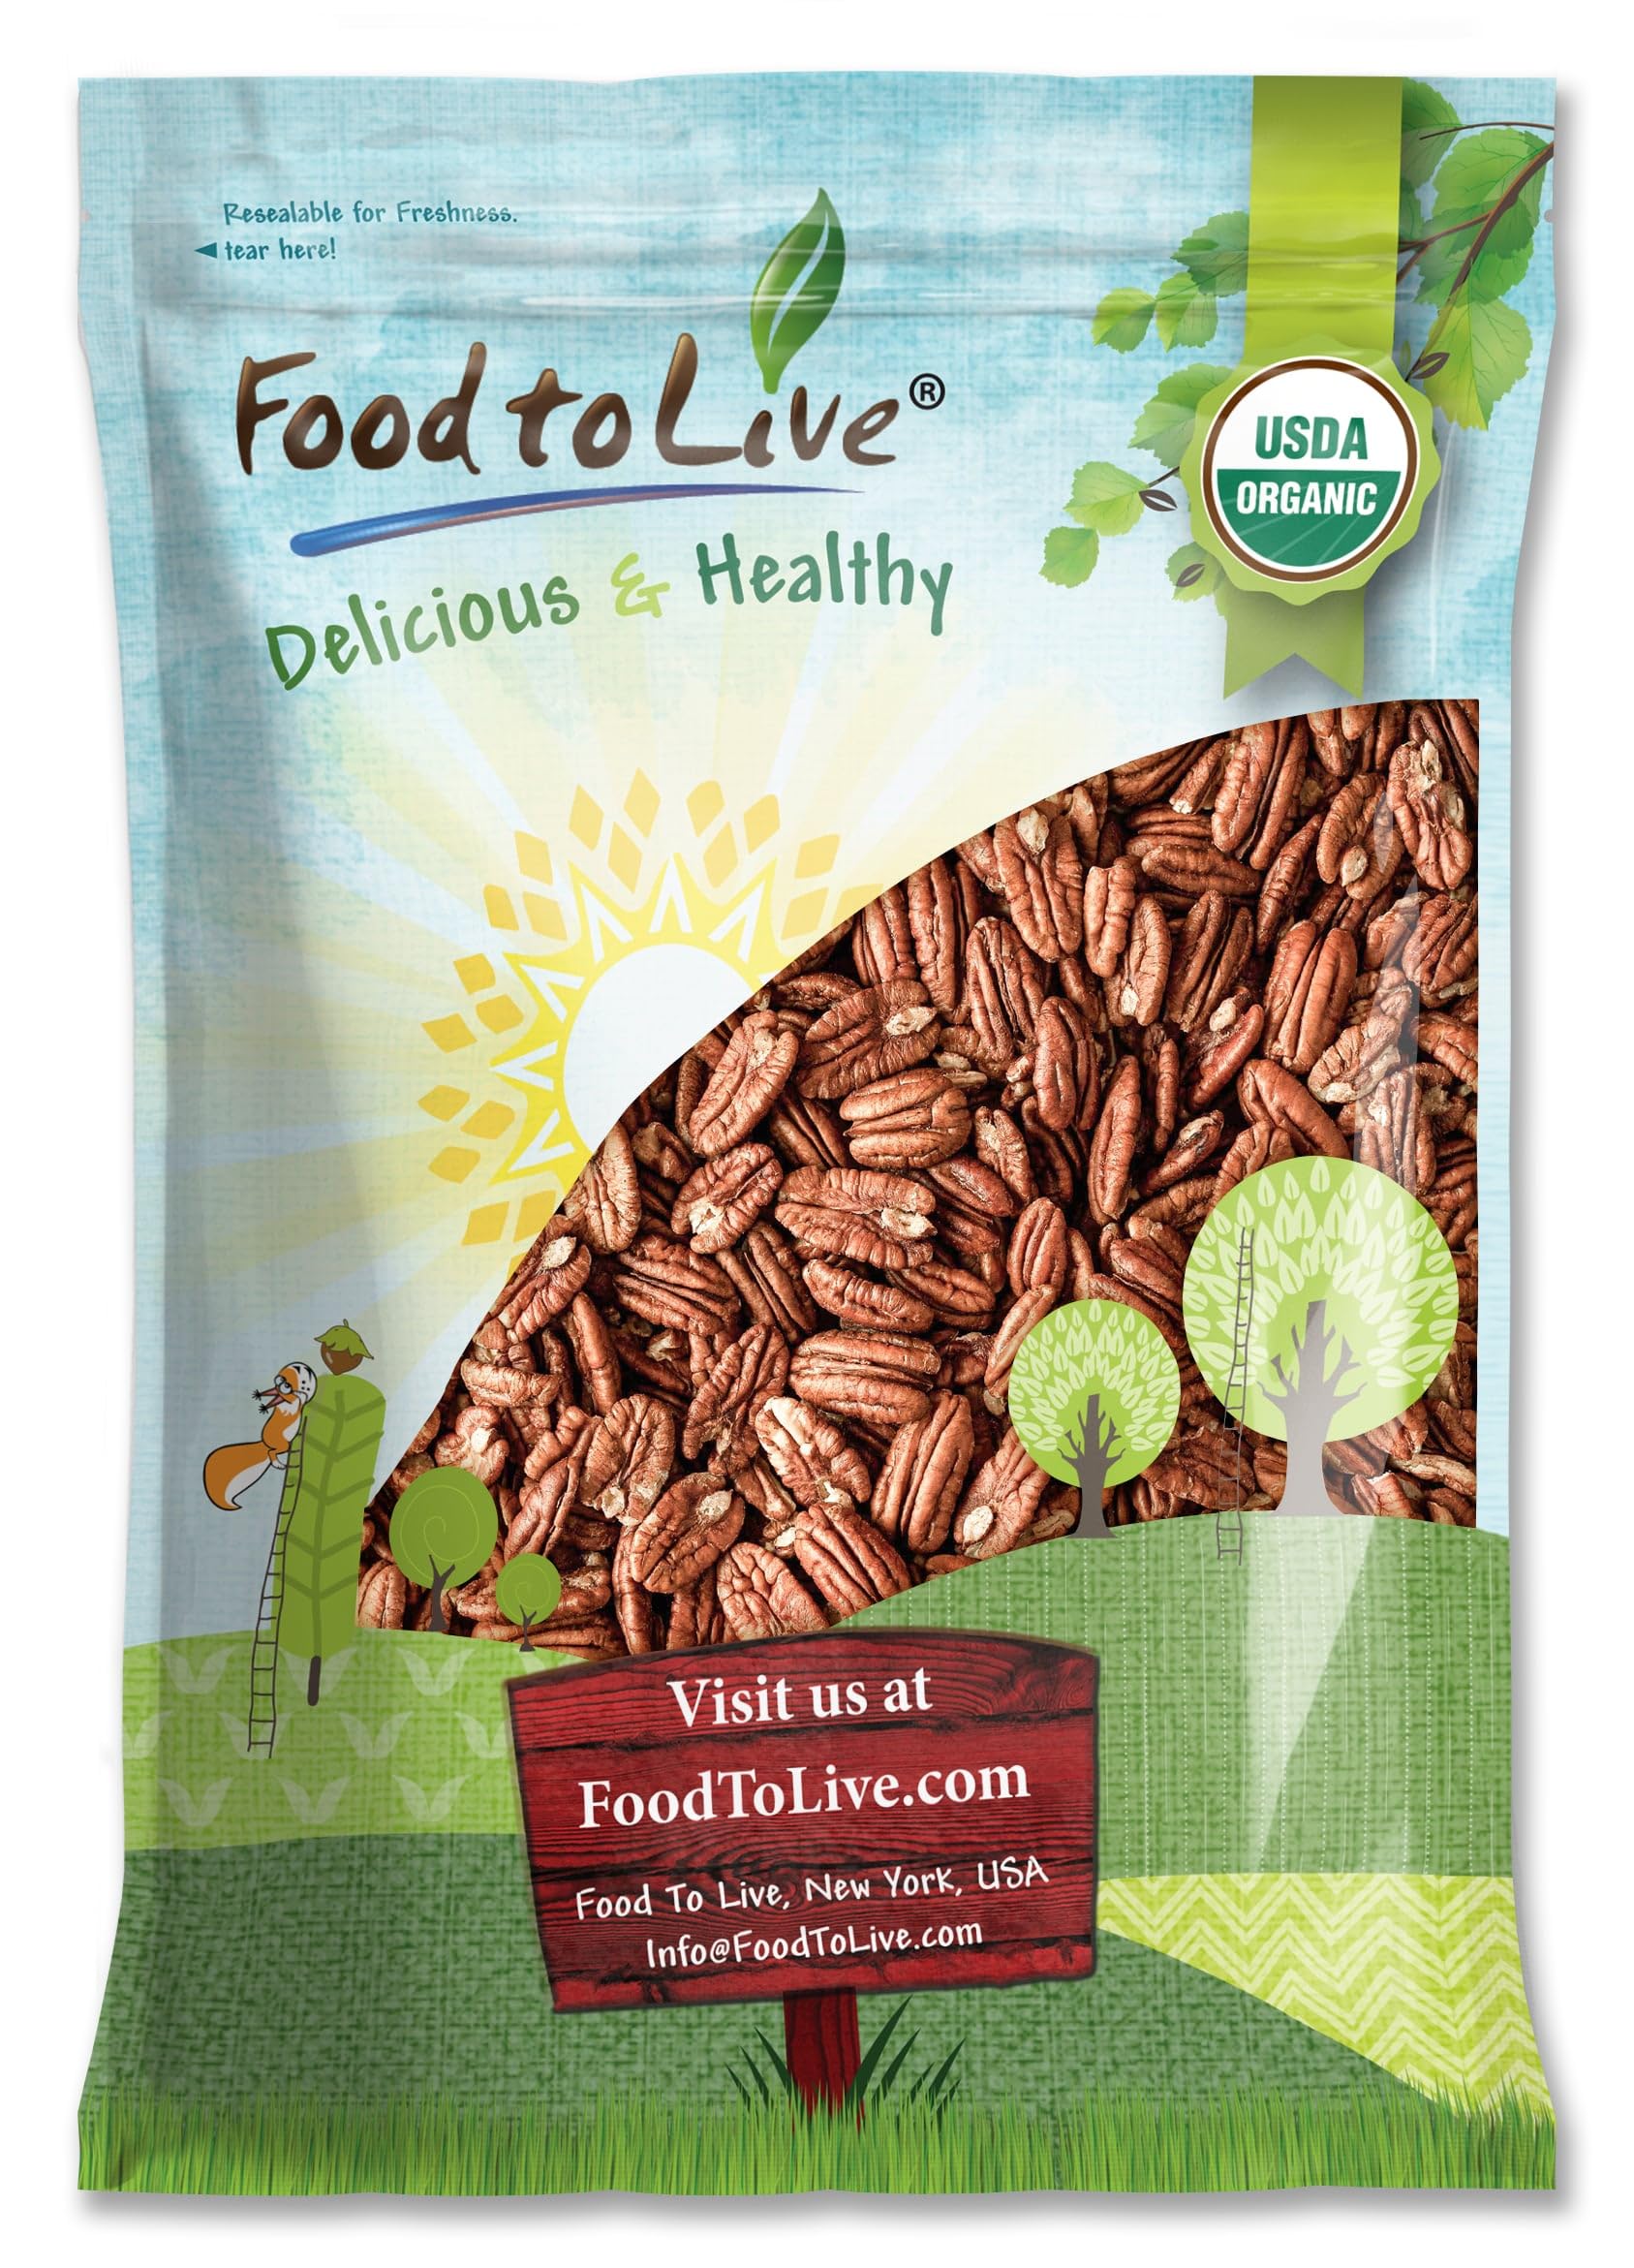 Resealable for Freshness.
◄ tear here!
Food to Live®
Delicious & Healthy
USDA
ORGANIC
Visit us at
FoodToLive.com
Food To Live, New York, USA
Info@FoodToLive.com